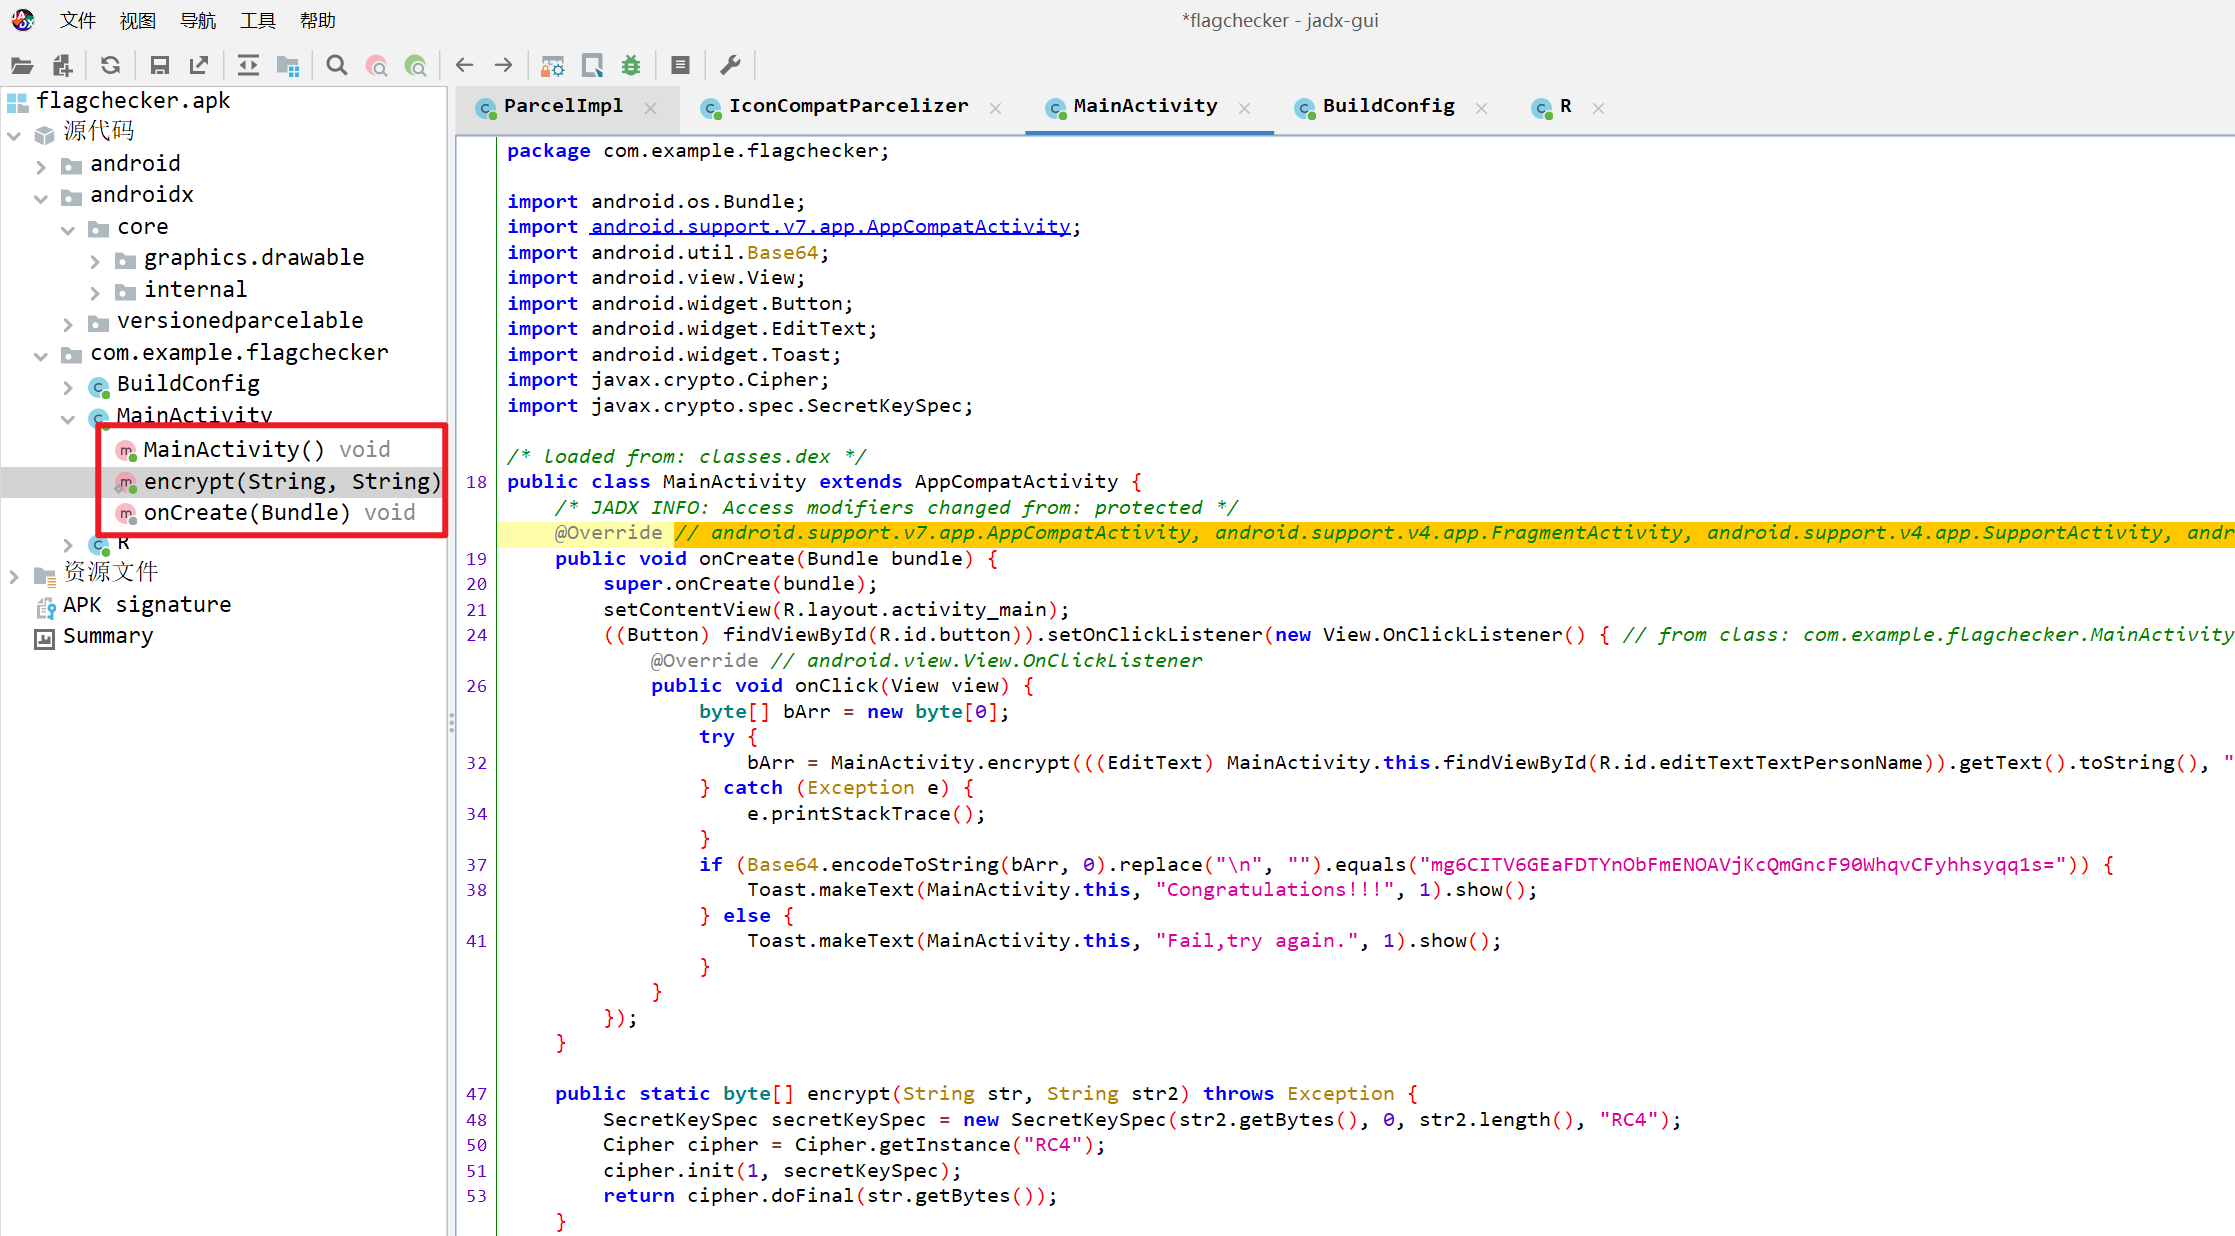 文件 视图 导航 工具 帮助
*flagchecker - jadx-gui
flagchecker.apk
源代码
android
androidx
core
graphics.drawable
internal
versionedparcelable
com.example.flagchecker
BuildConfig
MainActivity
MainActivity() void
encrypt(String, String)
onCreate(Bundle) void
R
资源文件
APK signature
Summary
ParcelImpl IconCompatParcelizer MainActivity BuildConfig R
package com.example.flagchecker;
import android.os.Bundle;
import android.support.v7.app.AppCompatActivity;
import android.util.Base64;
import android.view.View;
import android.widget.Button;
import android.widget.EditText;
import android.widget.Toast;
import javax.crypto.Cipher;
import javax.crypto.spec.SecretKeySpec;
/* loaded from: classes.dex */
18 public class MainActivity extends AppCompatActivity {
/* JADX INFO: Access modifiers changed from: protected */
@Override // android.support.v7.app.AppCompatActivity, android.support.v4.app.FragmentActivity, android.support.v4.app.SupportActivity, andr
19 public void onCreate(Bundle bundle) {
20 super.onCreate(bundle);
21 setContentView(R.layout.activity_main);
24 ((Button) findViewById(R.id.button)).setOnClickListener(new View.OnClickListener() { // from class: com.example.flagchecker.MainActivity
@Override // android.view.View.OnClickListener
26 public void onClick(View view) {
byte[] bArr = new byte[0];
try {
32 bArr = MainActivity.encrypt(((EditText) MainActivity.this.findViewById(R.id.editTextTextPersonName)).getText().toString(), "
} catch (Exception e) {
34 e.printStackTrace();
}
37 if (Base64.encodeToString(bArr, 0).replace("\n", "").equals("mg6CITV6GEaFDTYnObFmENOAVjKcQmGncF90WhqvCFyhhsyqq1s=")) {
38 Toast.makeText(MainActivity.this, "Congratulations!!!", 1).show();
} else {
41 Toast.makeText(MainActivity.this, "Fail,try again.", 1).show();
}
}
});
}
47 public static byte[] encrypt(String str, String str2) throws Exception {
48 SecretKeySpec secretKeySpec = new SecretKeySpec(str2.getBytes(), 0, str2.length(), "RC4");
50 Cipher cipher = Cipher.getInstance("RC4");
51 cipher.init(1, secretKeySpec);
53 return cipher.doFinal(str.getBytes());
}